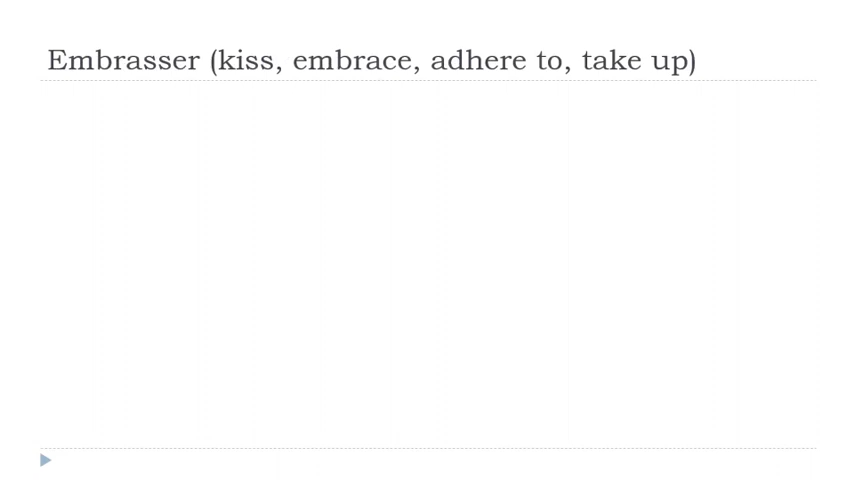 Embrasser (kiss, embrace, adhere to, take up)